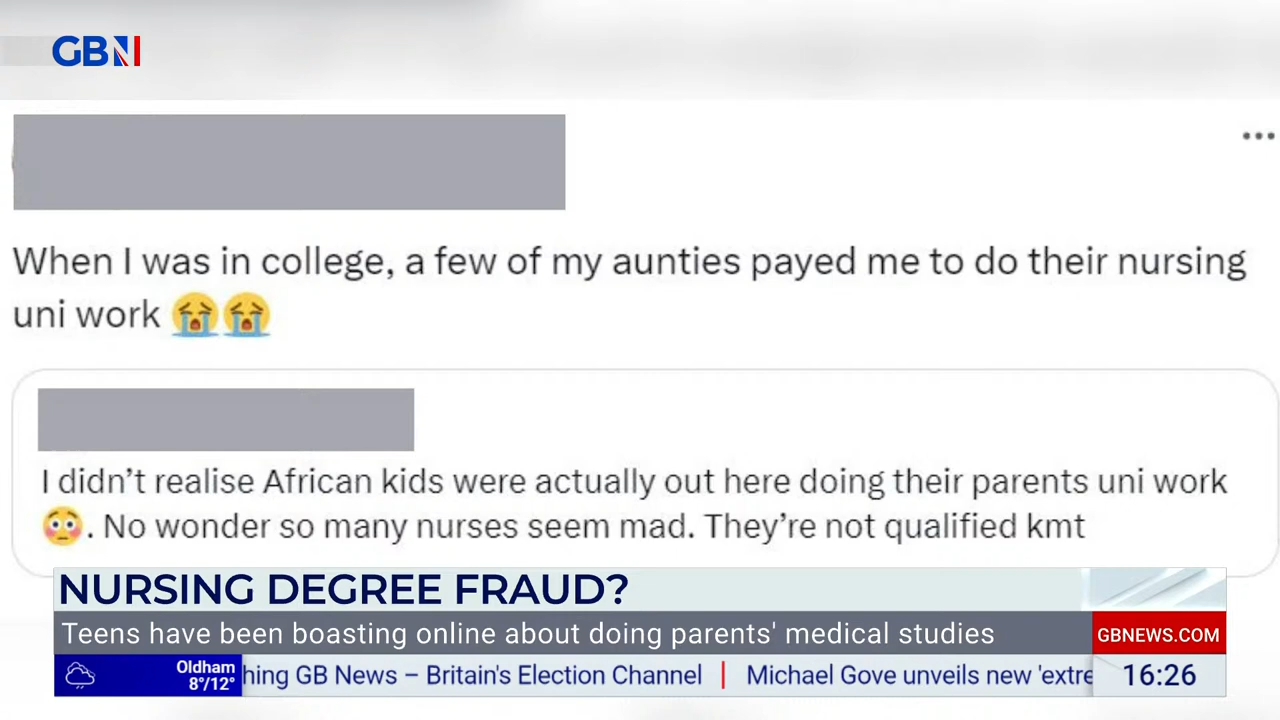 GBN
When I was in college, a few of my aunties payed me to do their nursing
uni work 😭😭
I didn't realise African kids were actually out here doing their parents uni work
😳. No wonder so many nurses seem mad. They're not qualified kmt
NURSING DEGREE FRAUD?
Teens have been boasting online about doing parents' medical studies
GBNEWS.COM
Oldham
8°/12°
hing GB News – Britain's Election Channel | Michael Gove unveils new 'extre
16:26